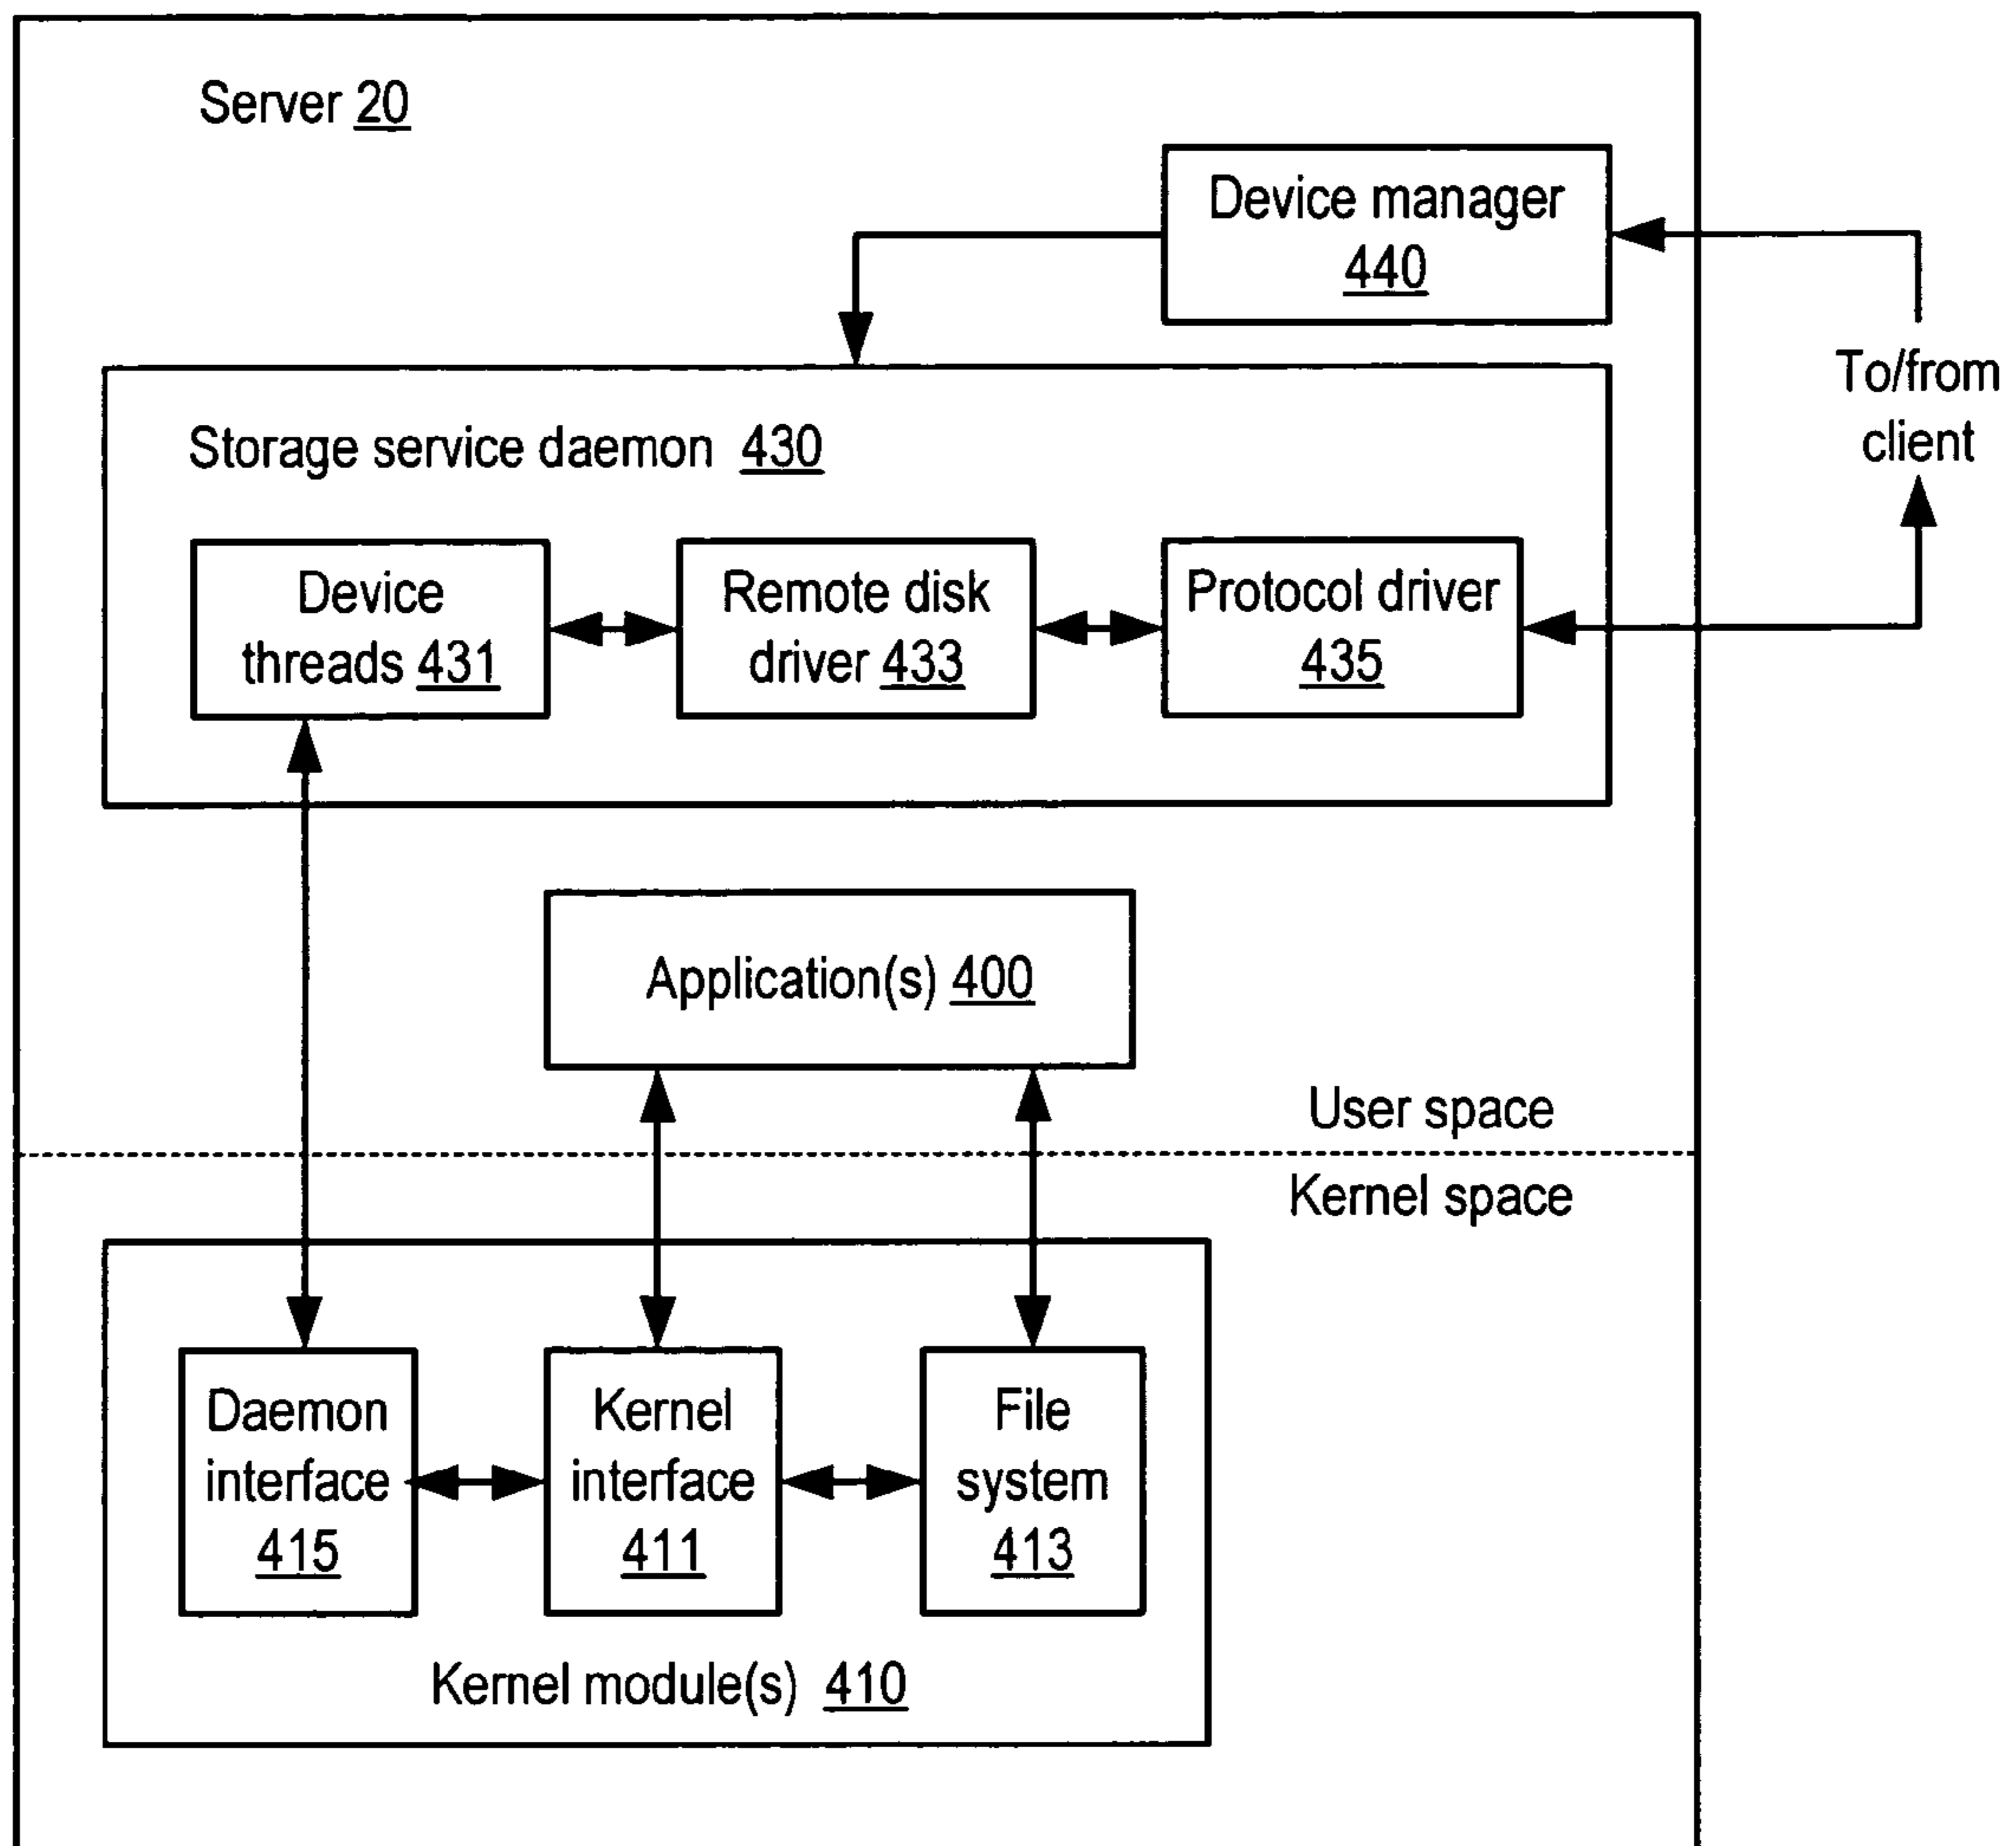 Server 20
Device manager
440
To/from
client
Storage service daemon 430
Device
threads 431
Remote disk
driver 433
Protocol driver
435
Application(s) 400
User space
Kernel space
Daemon
interface
415
Kernel
interface
411
File
system
413
Kernel module(s) 410